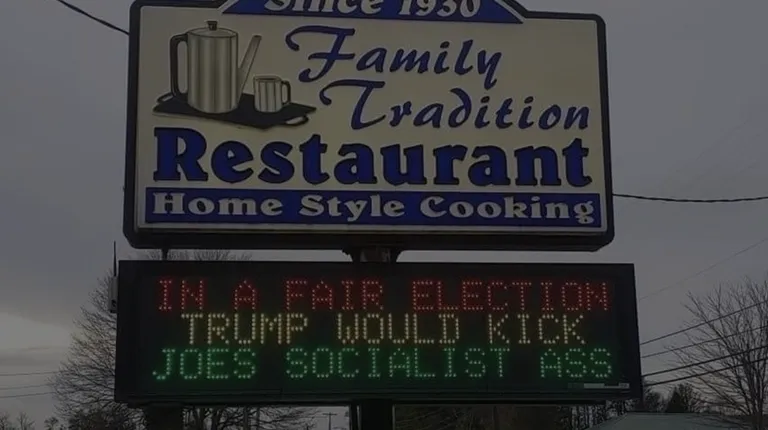 Since 1930
Family
Tradition
Restaurant
Home Style Cooking
IN A FAIR ELECTION
TRUMP WOULD KICK
JOES SOCIALIST ASS